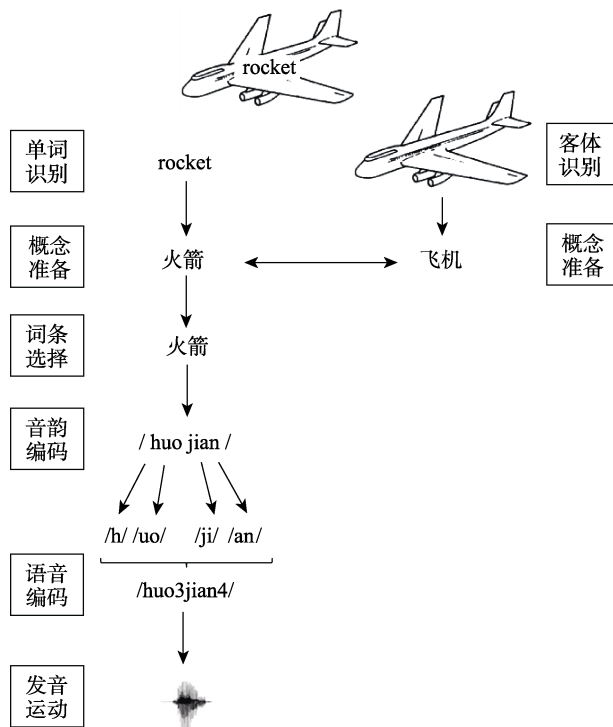 rocket
单词
识别
rocket
客体
识别
概念
准备
火箭
飞机
概念
准备
词条
选择
火箭
音韵
编码
/ huo jian /
/h/ /uo/ /ji/ /an/
语音
编码
/huo3jian4/
发音
运动